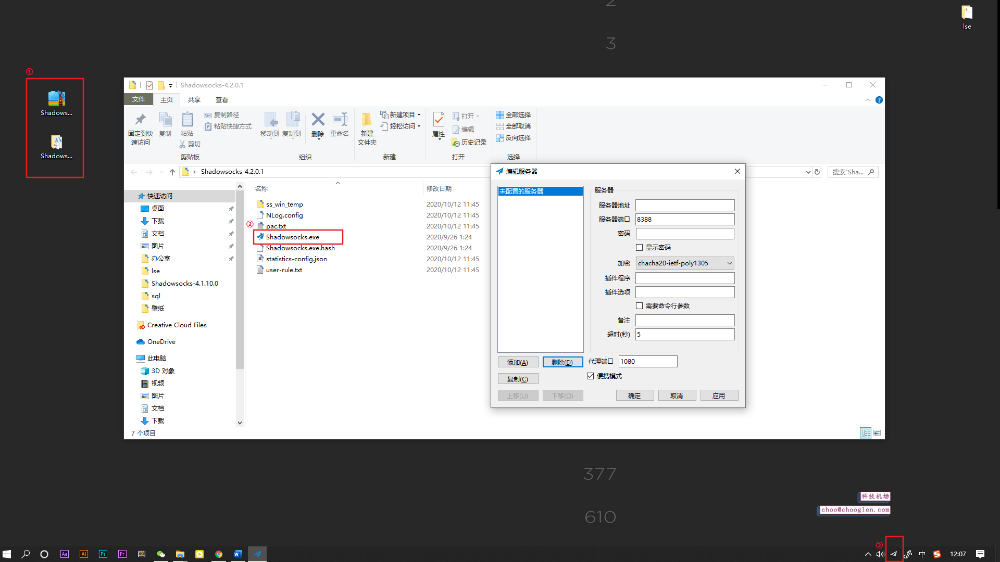 2
3
lse
①
Shadows...
Shadows...
Shadowsocks-4.2.0.1
文件
主页
共享
查看
固定到快速访问
复制
粘贴
复制路径
粘贴快捷方式
剪切
剪贴板
移动到
复制到
删除
重命名
组织
新建文件夹
新建项目
轻松访问
新建
属性
打开
编辑
历史记录
打开
全部选择
全部取消
反向选择
选择
Shadowsocks-4.2.0.1
搜索"Sha...
快速访问
桌面
下载
文档
图片
办公室
lse
Shadowsocks-4.1.10.0
sql
壁纸
Creative Cloud Files
OneDrive
此电脑
3D 对象
视频
图片
文档
下载
7 个项目
名称
修改日期
ss_win_temp
2020/10/12 11:45
NLog.config
2020/10/12 11:45
②
pac.txt
2020/10/12 11:45
Shadowsocks.exe
2020/9/26 1:24
Shadowsocks.exe.hash
2020/9/26 1:24
statistics-config.json
2020/10/12 11:45
user-rule.txt
2020/10/12 11:45
编辑服务器
未配置的服务器
服务器
服务器地址
服务器端口
8388
密码
显示密码
加密
chacha20-ietf-poly1305
插件程序
插件选项
需要命令行参数
备注
超时(秒)
5
添加(A)
删除(D)
代理端口
1080
复制(C)
便携模式
上移(U)
下移(O)
确定
取消
应用
377
610
科技机场
choo@chooglen.com
③
Ae
Ai
Ps
Pr
中
12:07